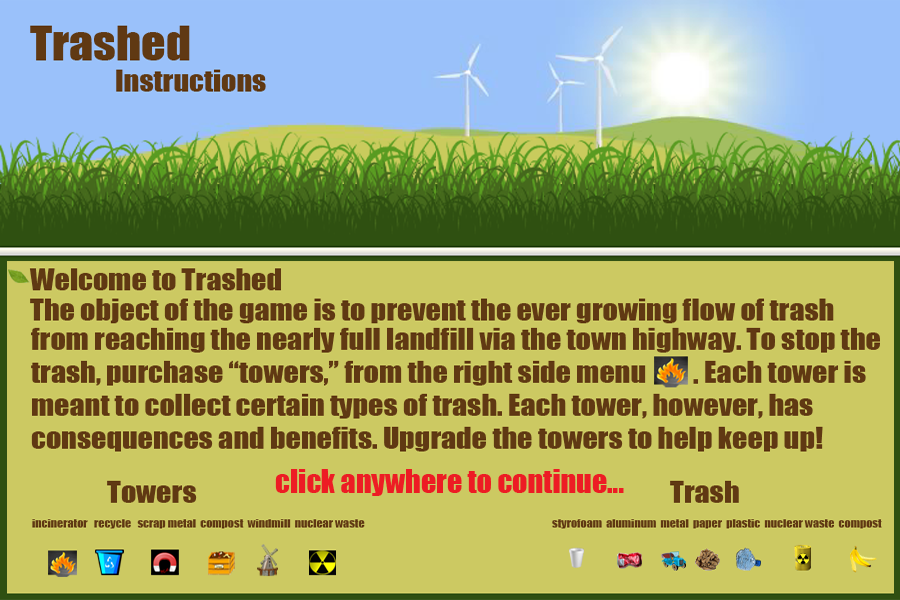 Trashed
Instructions
Welcome to Trashed
The object of the game is to prevent the ever growing flow of trash
from reaching the nearly full landfill via the town highway. To stop the
trash, purchase “towers,” from the right side menu . Each tower is
meant to collect certain types of trash. Each tower, however, has
consequences and benefits. Upgrade the towers to help keep up!
click anywhere to continue...
Towers
Trash
incinerator recycle scrap metal compost windmill nuclear waste
styrofoam aluminum metal paper plastic nuclear waste compost